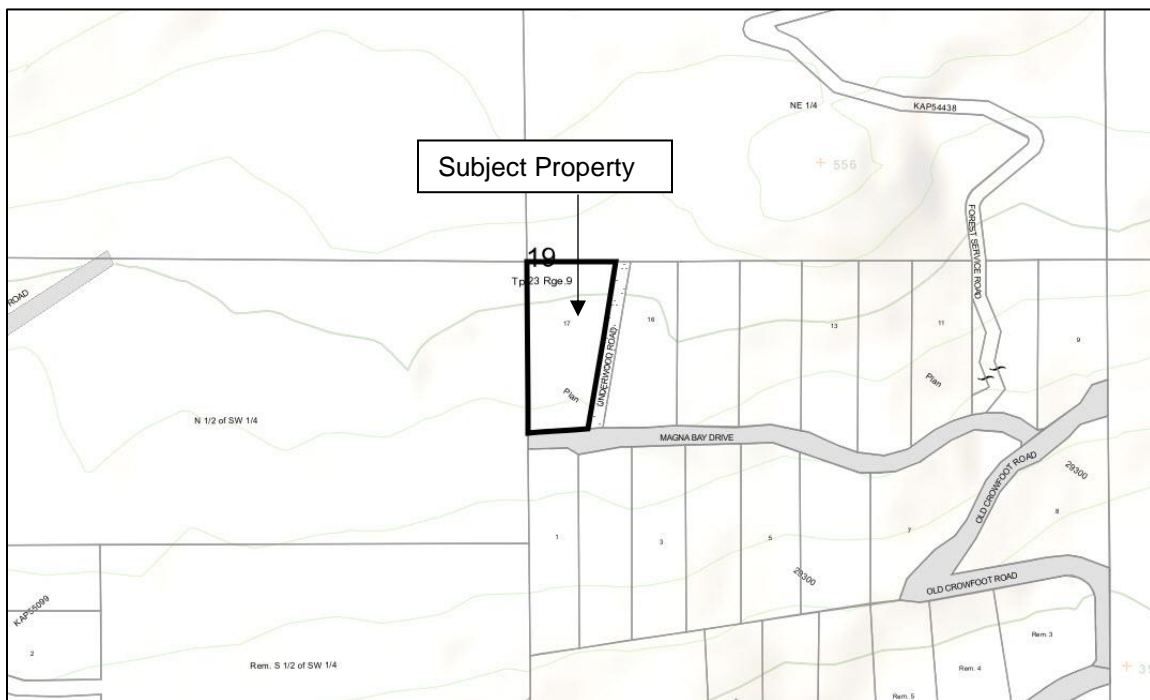 KAP54438
NE 1/4
556
Subject Property
FOREST SERVICE ROAD
19
Tp 23 Rge.9
ROAD
17
16
13
11
9
UNDERWOOD ROAD
Plan
Plan
N 1/2 of SW 1/4
MAGNA BAY DRIVE
OLD CROWFOOT ROAD
29300
1
3
5
7
8
29300
OLD CROWFOOT ROAD
KAP55099
2
Rem. S 1/2 of SW 1/4
Rem. 3
Rem. 4
Rem. 5